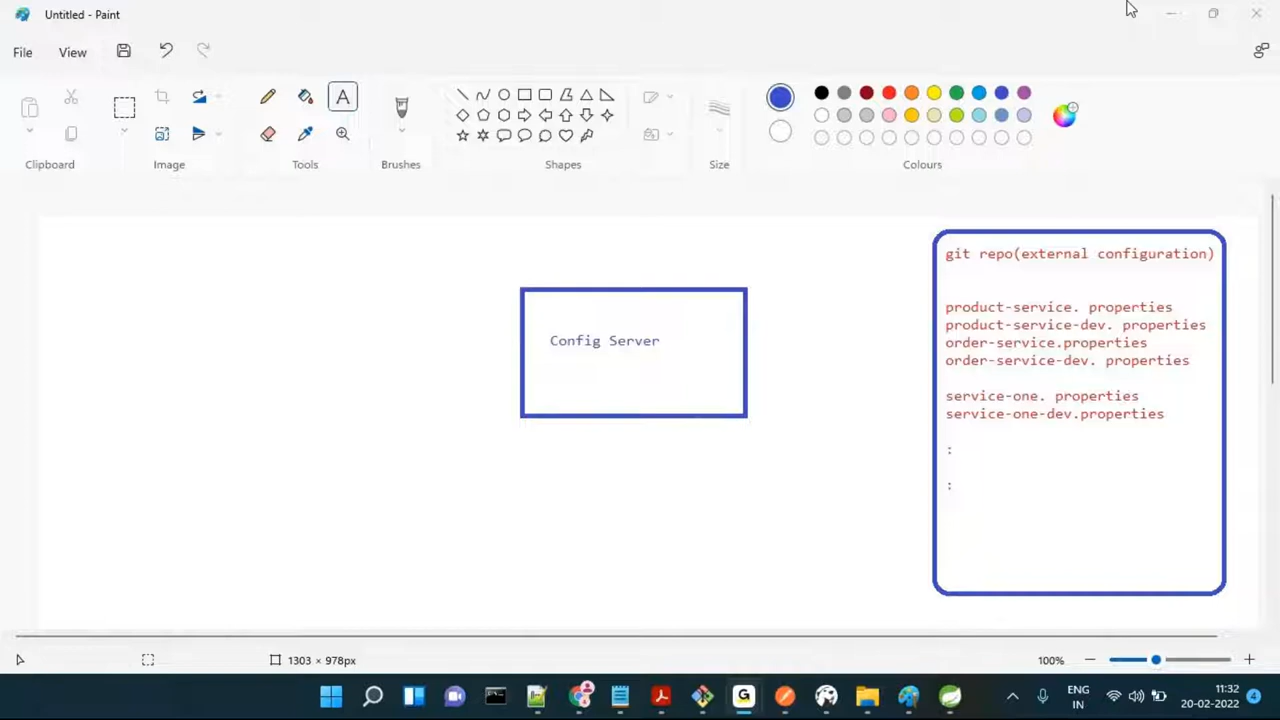 Untitled - Paint
File
View
Clipboard
Image
Tools
Brushes
Shapes
Size
Colours
git repo(external configuration)
product-service. properties
product-service-dev. properties
order-service.properties
order-service-dev. properties
service-one. properties
service-one-dev.properties
:
:
Config Server
1303 × 978px
100%
ENG
IN
11:32
20-02-2022
4